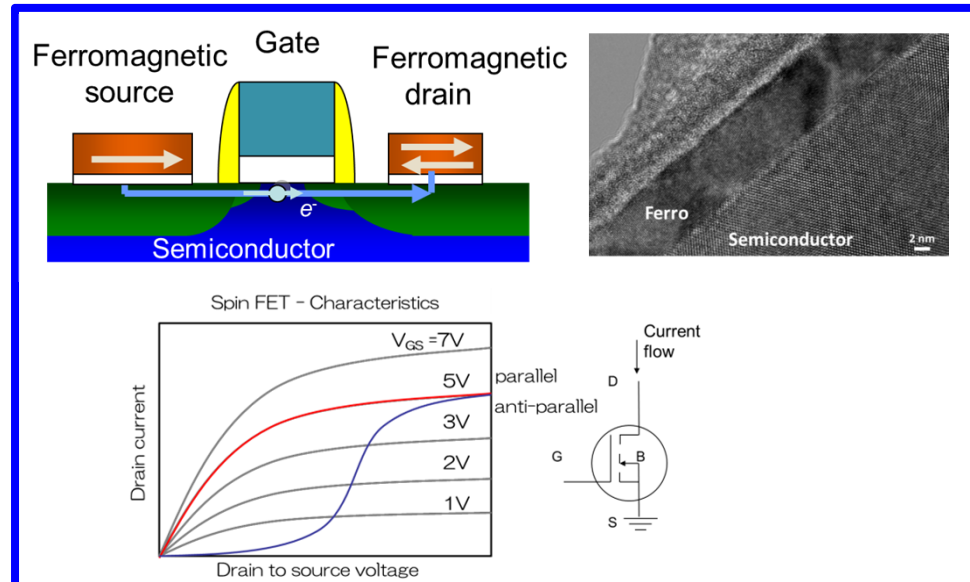 Ferromagnetic
source
Gate
Ferromagnetic
drain
e-
Semiconductor
Ferro
Semiconductor
2 nm
Spin FET - Characteristics
VGS =7V
5V
3V
2V
1V
parallel
anti-parallel
Drain current
Drain to source voltage
Current
flow
D
G
B
S